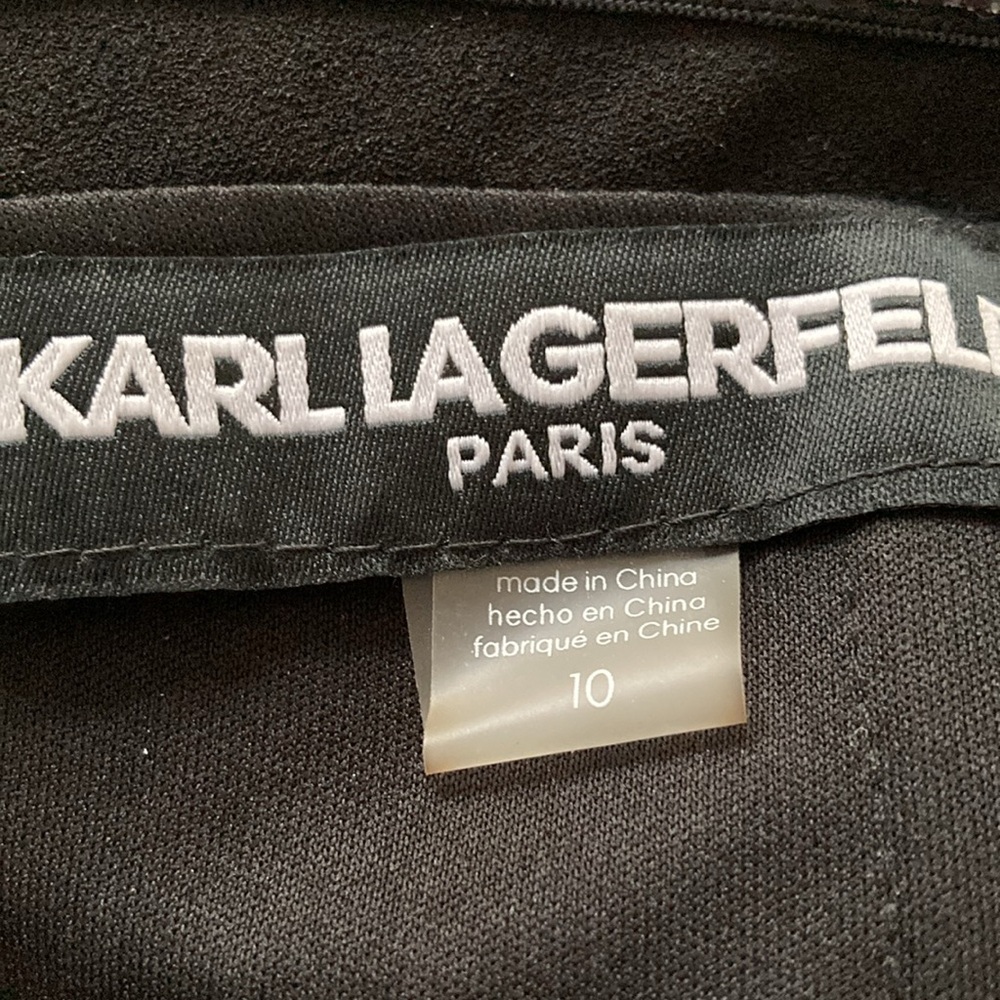 KARL LAGERFEL
PARIS
made in China
hecho en China
fabriqué en Chine
10